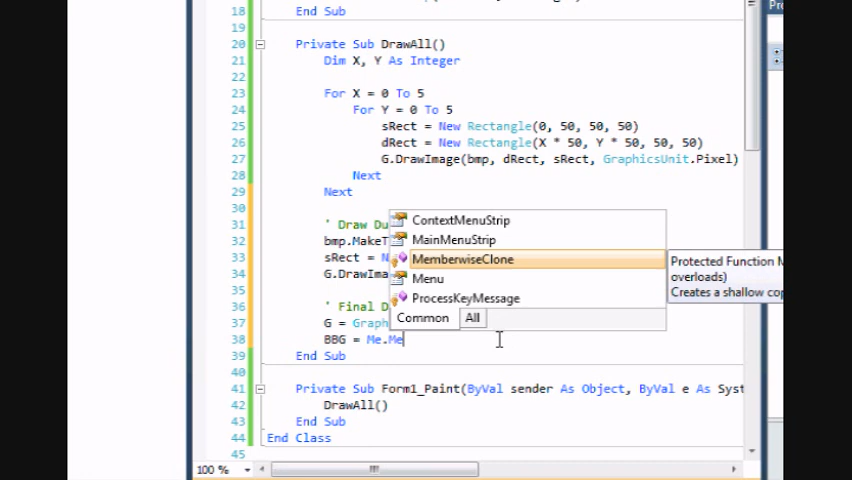 18 End Sub
19
20 Private Sub DrawAll()
21 Dim X, Y As Integer
22
23 For X = 0 To 5
24 For Y = 0 To 5
25 sRect = New Rectangle(0, 50, 50, 50)
26 dRect = New Rectangle(X * 50, Y * 50, 50, 50)
27 G.DrawImage(bmp, dRect, sRect, GraphicsUnit.Pixel)
28 Next
29 Next
30
31 ' Draw Du
32 bmp.MakeT
33 sRect = N
34 G.DrawIma
35
36 ' Final D
37 G = Graph
38 BBG = Me.Me
39 End Sub
40
41 Private Sub Form1_Paint(ByVal sender As Object, ByVal e As Syst
42 DrawAll()
43 End Sub
44 End Class
45
ContextMenuStrip
MainMenuStrip
MemberwiseClone
Menu
ProcessKeyMessage
Common All
Protected Function M
overloads)
Creates a shallow cop
100 %